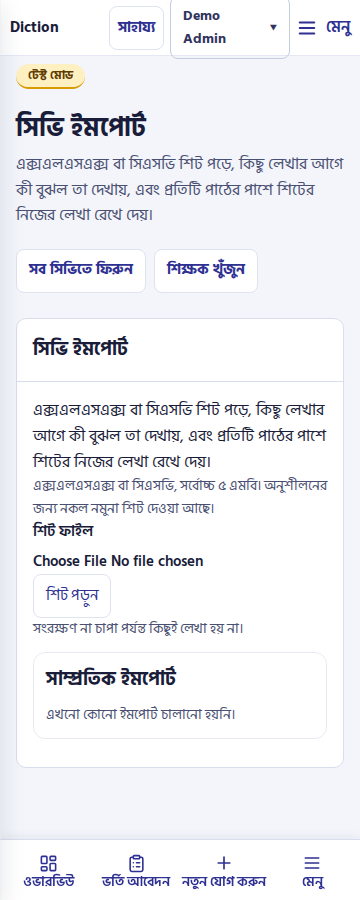 Diction
সাহায্য
Demo
Admin
মেনু
টেস্ট মোড
সিভি ইমপোর্ট
এক্সএলএসএক্স বা সিএসভি শিট পড়ে, কিছু লেখার আগে
কী বুঝল তা দেখায়, এবং প্রতিটি পাঠের পাশে শিটের
নিজের লেখা রেখে দেয়।
সব সিভিতে ফিরুন
শিক্ষক খুঁজুন
সিভি ইমপোর্ট
এক্সএলএসএক্স বা সিএসভি শিট পড়ে, কিছু লেখার
আগে কী বুঝল তা দেখায়, এবং প্রতিটি পাঠের পাশে
শিটের নিজের লেখা রেখে দেয়।
এক্সএলএসএক্স বা সিএসভি, সর্বোচ্চ ৫ এমবি। অনুশীলনের
জন্য নকল নমুনা শিট দেওয়া আছে।
শিট ফাইল
Choose File No file chosen
শিট পড়ুন
সংরক্ষণ না চাপা পর্যন্ত কিছুই লেখা হয় না।
সাম্প্রতিক ইমপোর্ট
এখনো কোনো ইমপোর্ট চালানো হয়নি।
ওভারভিউ
ভর্তি আবেদন
নতুন যোগ করুন
মেনু